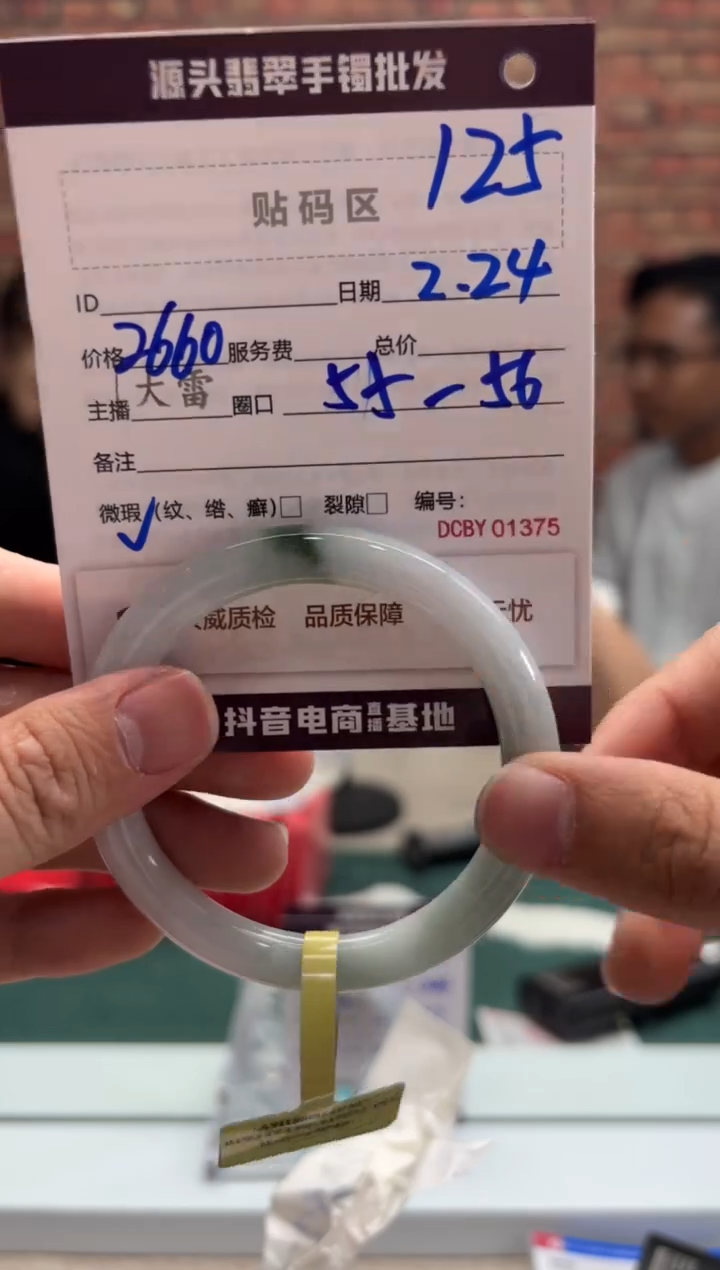 源头翡翠手镯批发
125
贴码区
ID 日期 2.24
价格 2660 服务费 总价
主播 大雷 圈口 55-56
备注
微瑕 ✓ (纹、绺、癣)□ 裂隙□ 编号:
DCBY 01375
威质检 品质保障 无忧
抖音电商直播基地